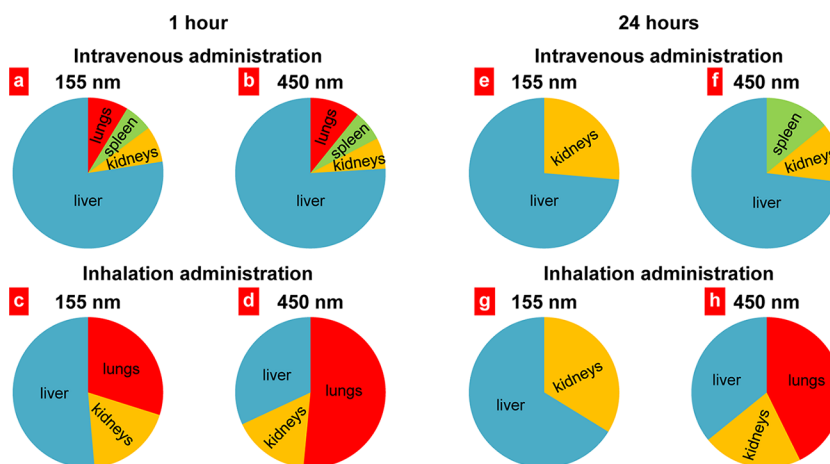 1 hour
24 hours
Intravenous administration
Intravenous administration
a 155 nm
b 450 nm
e 155 nm
f 450 nm
lungs
spleen
kidneys
liver
lungs
spleen
kidneys
liver
kidneys
liver
spleen
kidneys
liver
Inhalation administration
Inhalation administration
c 155 nm
d 450 nm
g 155 nm
h 450 nm
lungs
liver
kidneys
liver
lungs
kidneys
kidneys
liver
liver
lungs
kidneys